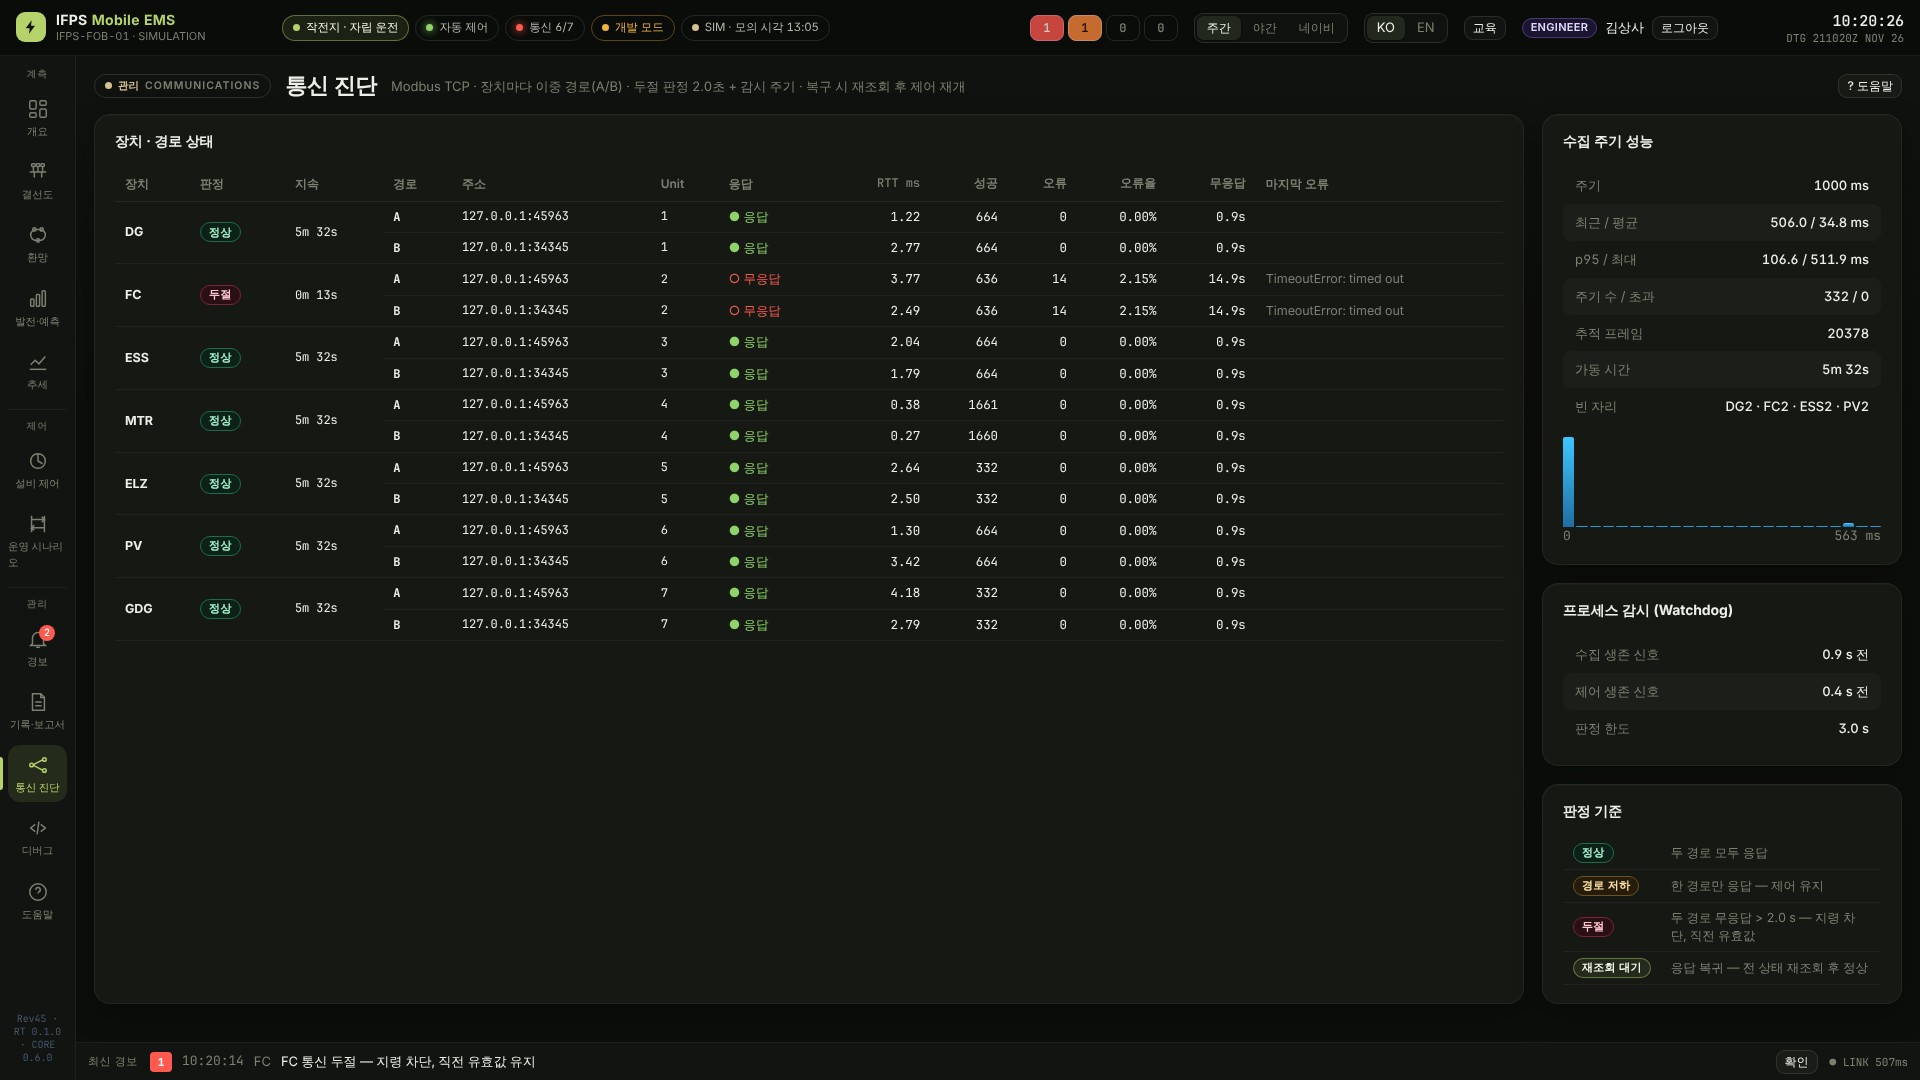 IFPS Mobile EMS
IFPS-FOB-01 · SIMULATION
작전지 · 자립 운전
자동 제어
통신 6/7
개발 모드
SIM · 모의 시각 13:05
1 1 0 0
주간 야간 네이비
KO EN
교육
ENGINEER 김상사 로그아웃
10:20:26
DTG 211020Z NOV 26
계측
개요
결선도
환망
발전·예측
추세
제어
설비 제어
운영 시나리
오
관리
2
경보
기록·보고서
통신 진단
디버그
도움말
Rev45 ·
RT 0.1.0
· CORE
0.6.0
관리 COMMUNICATIONS
통신 진단
Modbus TCP · 장치마다 이중 경로(A/B) · 두절 판정 2.0초 + 감시 주기 · 복구 시 재조회 후 제어 재개
? 도움말
장치 · 경로 상태
장치 판정 지속 경로 주소 Unit 응답 RTT ms 성공 오류 오류율 무응답 마지막 오류
DG 정상 5m 32s A 127.0.0.1:45963 1 응답 1.22 664 0 0.00% 0.9s
B 127.0.0.1:34345 1 응답 2.77 664 0 0.00% 0.9s
FC 두절 0m 13s A 127.0.0.1:45963 2 무응답 3.77 636 14 2.15% 14.9s TimeoutError: timed out
B 127.0.0.1:34345 2 무응답 2.49 636 14 2.15% 14.9s TimeoutError: timed out
ESS 정상 5m 32s A 127.0.0.1:45963 3 응답 2.04 664 0 0.00% 0.9s
B 127.0.0.1:34345 3 응답 1.79 664 0 0.00% 0.9s
MTR 정상 5m 32s A 127.0.0.1:45963 4 응답 0.38 1661 0 0.00% 0.9s
B 127.0.0.1:34345 4 응답 0.27 1660 0 0.00% 0.9s
ELZ 정상 5m 32s A 127.0.0.1:45963 5 응답 2.64 332 0 0.00% 0.9s
B 127.0.0.1:34345 5 응답 2.50 332 0 0.00% 0.9s
PV 정상 5m 32s A 127.0.0.1:45963 6 응답 1.30 664 0 0.00% 0.9s
B 127.0.0.1:34345 6 응답 3.42 664 0 0.00% 0.9s
GDG 정상 5m 32s A 127.0.0.1:45963 7 응답 4.18 332 0 0.00% 0.9s
B 127.0.0.1:34345 7 응답 2.79 332 0 0.00% 0.9s
수집 주기 성능
주기 1000 ms
최근 / 평균 506.0 / 34.8 ms
p95 / 최대 106.6 / 511.9 ms
주기 수 / 초과 332 / 0
추적 프레임 20378
가동 시간 5m 32s
빈 자리 DG2 · FC2 · ESS2 · PV2
0 563 ms
프로세스 감시 (Watchdog)
수집 생존 신호 0.9 s 전
제어 생존 신호 0.4 s 전
판정 한도 3.0 s
판정 기준
정상 두 경로 모두 응답
경로 저하 한 경로만 응답 — 제어 유지
두절 두 경로 무응답 > 2.0 s — 지령 차
단, 직전 유효값
재조회 대기 응답 복귀 — 전 상태 재조회 후 정상
최신 경보 1 10:20:14 FC FC 통신 두절 — 지령 차단, 직전 유효값 유지
확인 LINK 507ms